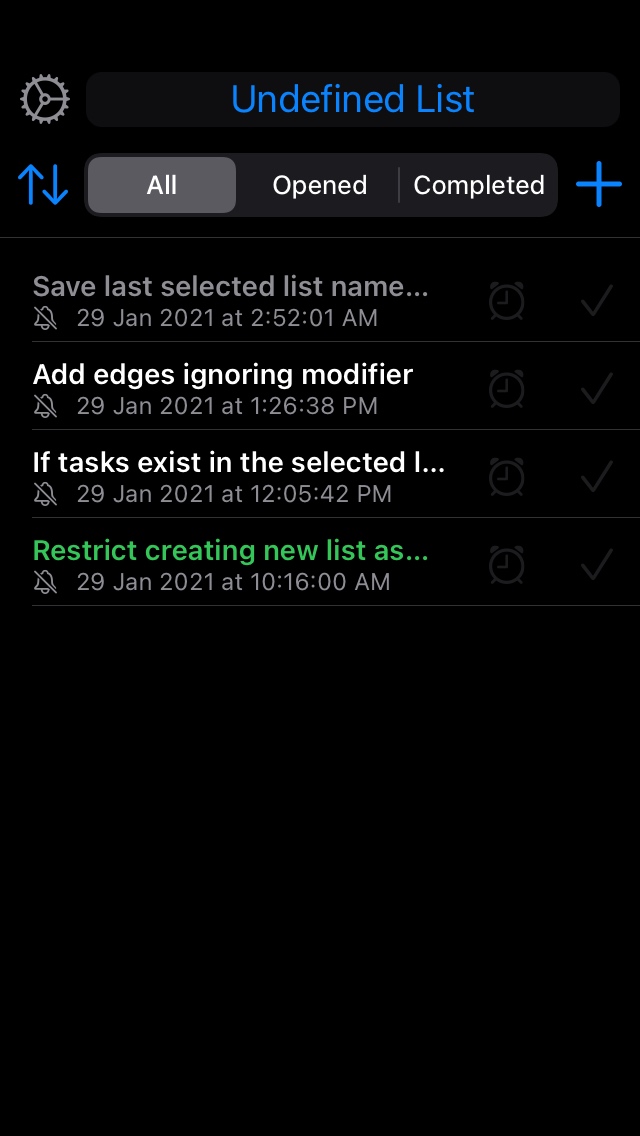 Undefined List
All
Opened
Completed
Save last selected list name...
29 Jan 2021 at 2:52:01 AM
Add edges ignoring modifier
29 Jan 2021 at 1:26:38 PM
If tasks exist in the selected l...
29 Jan 2021 at 12:05:42 PM
Restrict creating new list as...
29 Jan 2021 at 10:16:00 AM